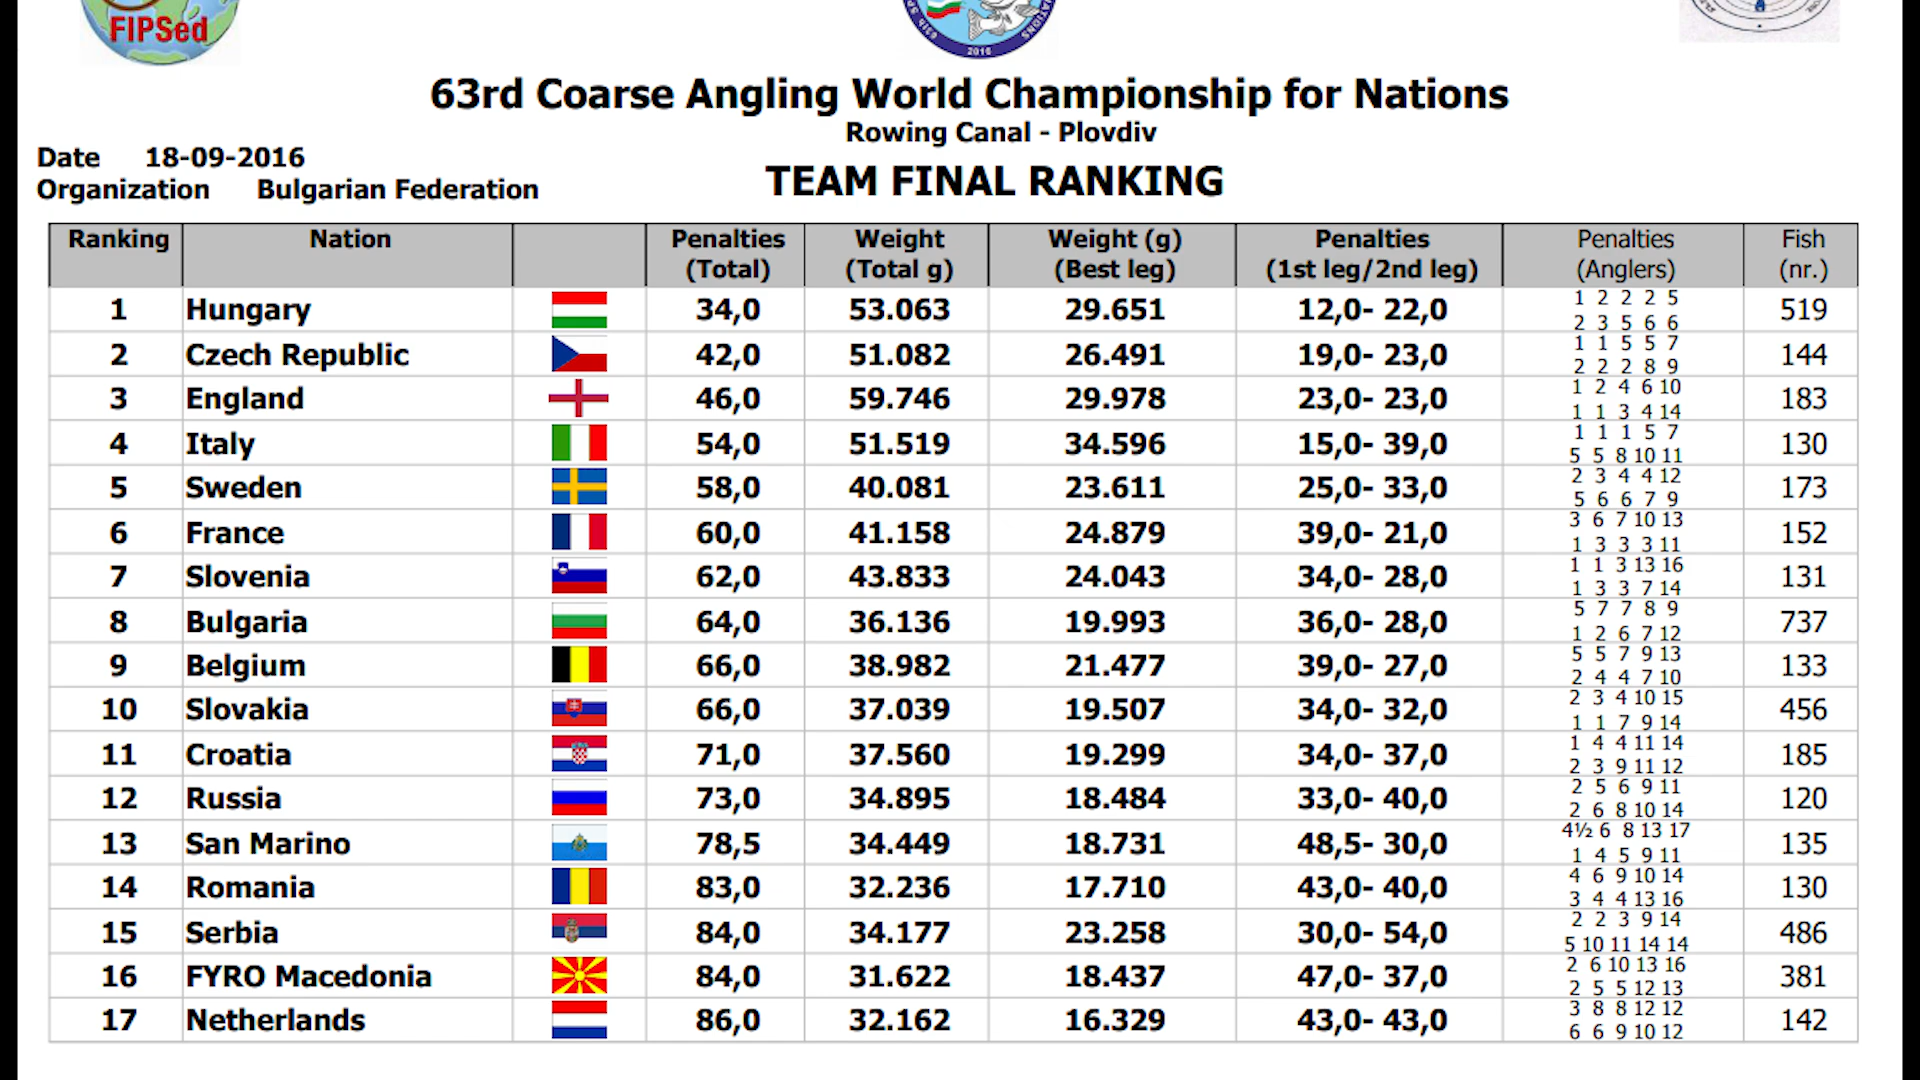 FIPSed
2016
63rd Coarse Angling World Championship for Nations
Rowing Canal - Plovdiv
Date 18-09-2016
Organization Bulgarian Federation
TEAM FINAL RANKING
Ranking Nation Penalties (Total) Weight (Total g) Weight (g) (Best leg) Penalties (1st leg/2nd leg) Penalties (Anglers) Fish (nr.)
1 Hungary 34,0 53.063 29.651 12,0- 22,0 1 2 2 2 5 2 3 5 6 6 519
2 Czech Republic 42,0 51.082 26.491 19,0- 23,0 1 1 5 5 7 2 2 2 8 9 144
3 England 46,0 59.746 29.978 23,0- 23,0 1 2 4 6 10 1 1 3 4 14 183
4 Italy 54,0 51.519 34.596 15,0- 39,0 1 1 1 5 7 5 5 8 10 11 130
5 Sweden 58,0 40.081 23.611 25,0- 33,0 2 3 4 4 12 5 6 6 7 9 173
6 France 60,0 41.158 24.879 39,0- 21,0 3 6 7 10 13 1 3 3 3 11 152
7 Slovenia 62,0 43.833 24.043 34,0- 28,0 1 1 3 13 16 1 3 3 7 14 131
8 Bulgaria 64,0 36.136 19.993 36,0- 28,0 5 7 7 8 9 1 2 6 7 12 737
9 Belgium 66,0 38.982 21.477 39,0- 27,0 5 5 7 9 13 2 4 4 7 10 133
10 Slovakia 66,0 37.039 19.507 34,0- 32,0 2 3 4 10 15 1 1 7 9 14 456
11 Croatia 71,0 37.560 19.299 34,0- 37,0 1 4 4 11 14 2 3 9 11 12 185
12 Russia 73,0 34.895 18.484 33,0- 40,0 2 5 6 9 11 2 6 8 10 14 120
13 San Marino 78,5 34.449 18.731 48,5- 30,0 4½ 6 8 13 17 1 4 5 9 11 135
14 Romania 83,0 32.236 17.710 43,0- 40,0 4 6 9 10 14 3 4 4 13 16 130
15 Serbia 84,0 34.177 23.258 30,0- 54,0 2 2 3 9 14 5 10 11 14 14 486
16 FYRO Macedonia 84,0 31.622 18.437 47,0- 37,0 2 6 10 13 16 2 5 5 12 13 381
17 Netherlands 86,0 32.162 16.329 43,0- 43,0 3 8 8 12 12 6 6 9 10 12 142